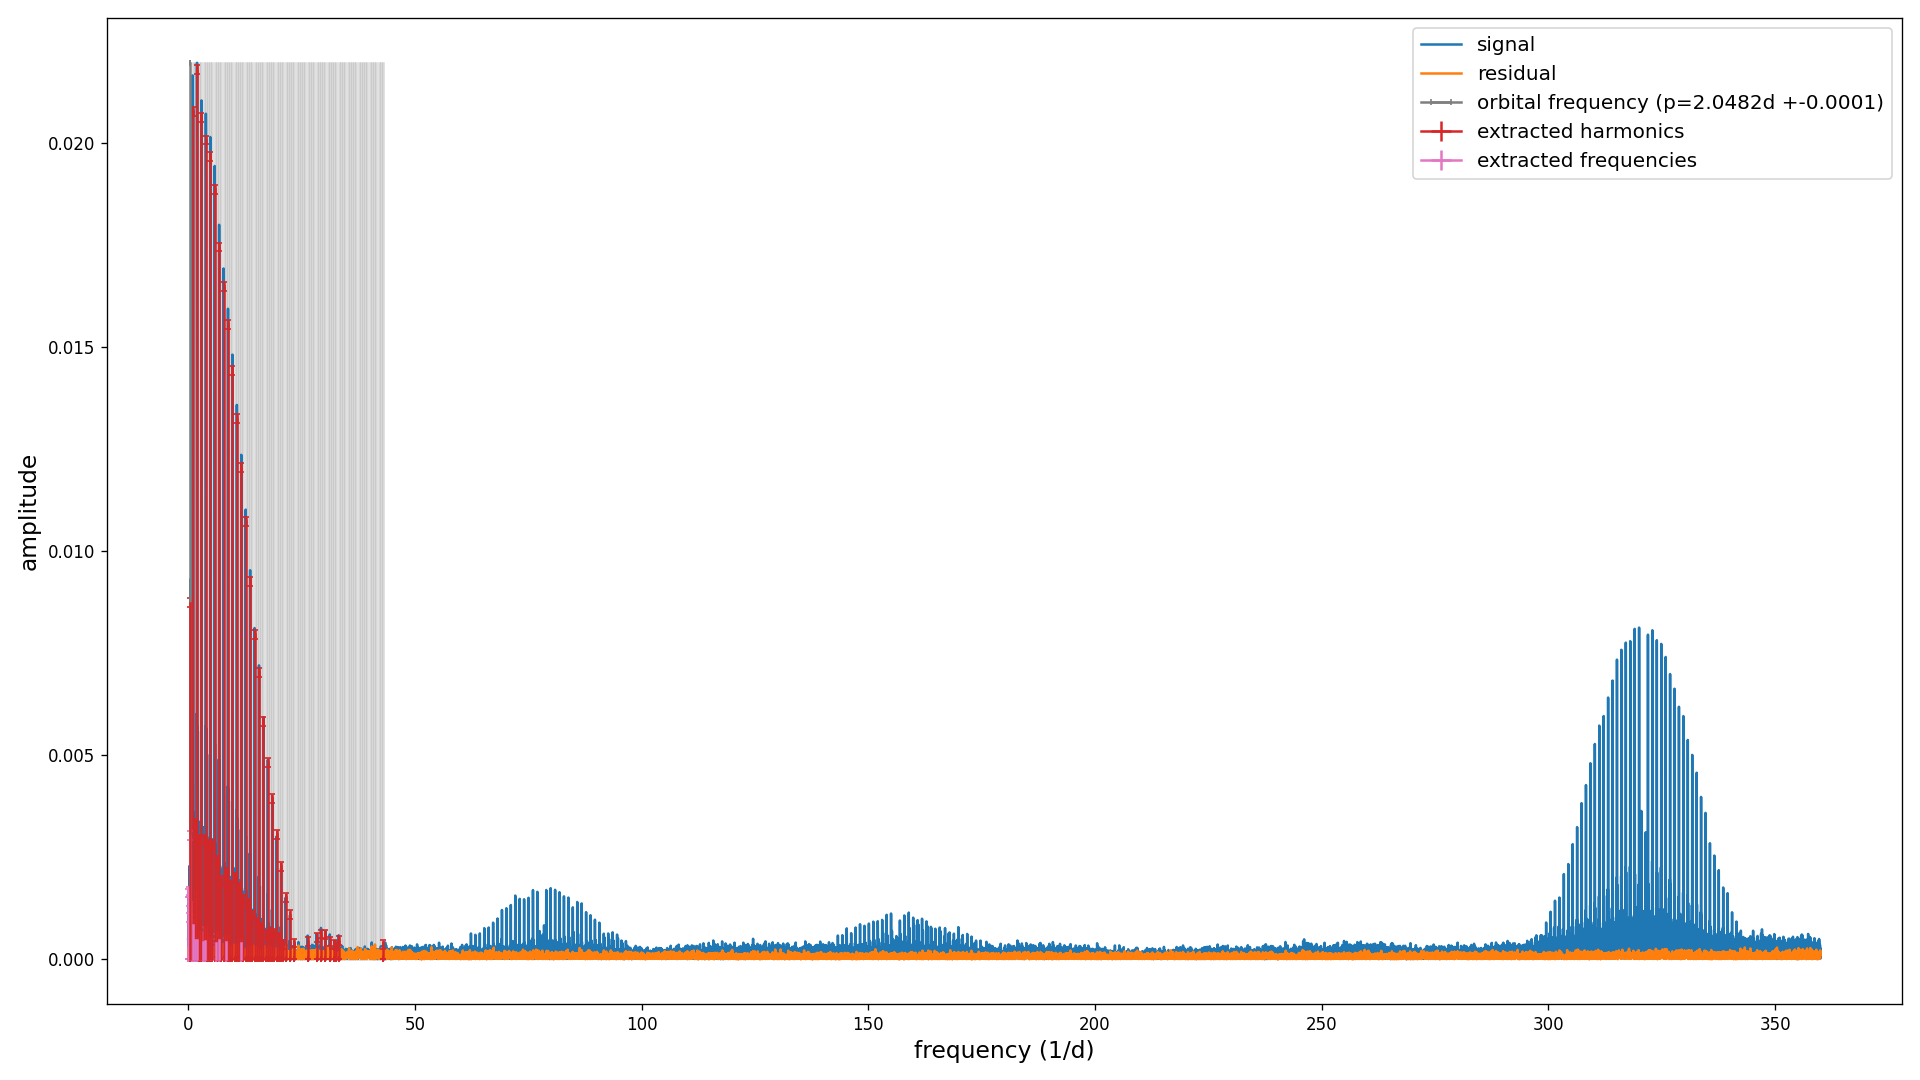 signal
residual
orbital frequency (p=2.0482d +-0.0001)
extracted harmonics
extracted frequencies
amplitude
0.020
0.015
0.010
0.005
0.000
0 50 100 150 200 250 300 350
frequency (1/d)